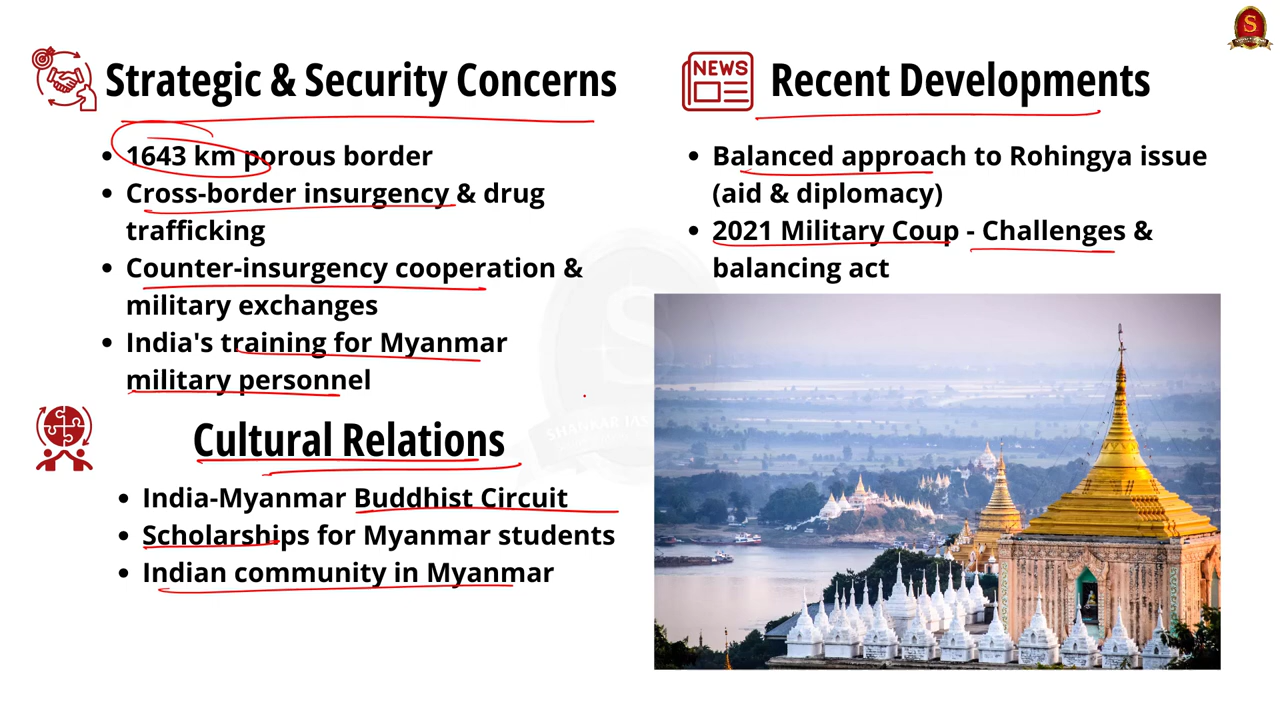 Strategic & Security Concerns
• 1643 km porous border
• Cross-border insurgency & drug
trafficking
• Counter-insurgency cooperation &
military exchanges
• India's training for Myanmar
military personnel
Cultural Relations
• India-Myanmar Buddhist Circuit
• Scholarships for Myanmar students
• Indian community in Myanmar
NEWS
Recent Developments
• Balanced approach to Rohingya issue
(aid & diplomacy)
• 2021 Military Coup - Challenges &
balancing act
S
SHANKAR IAS